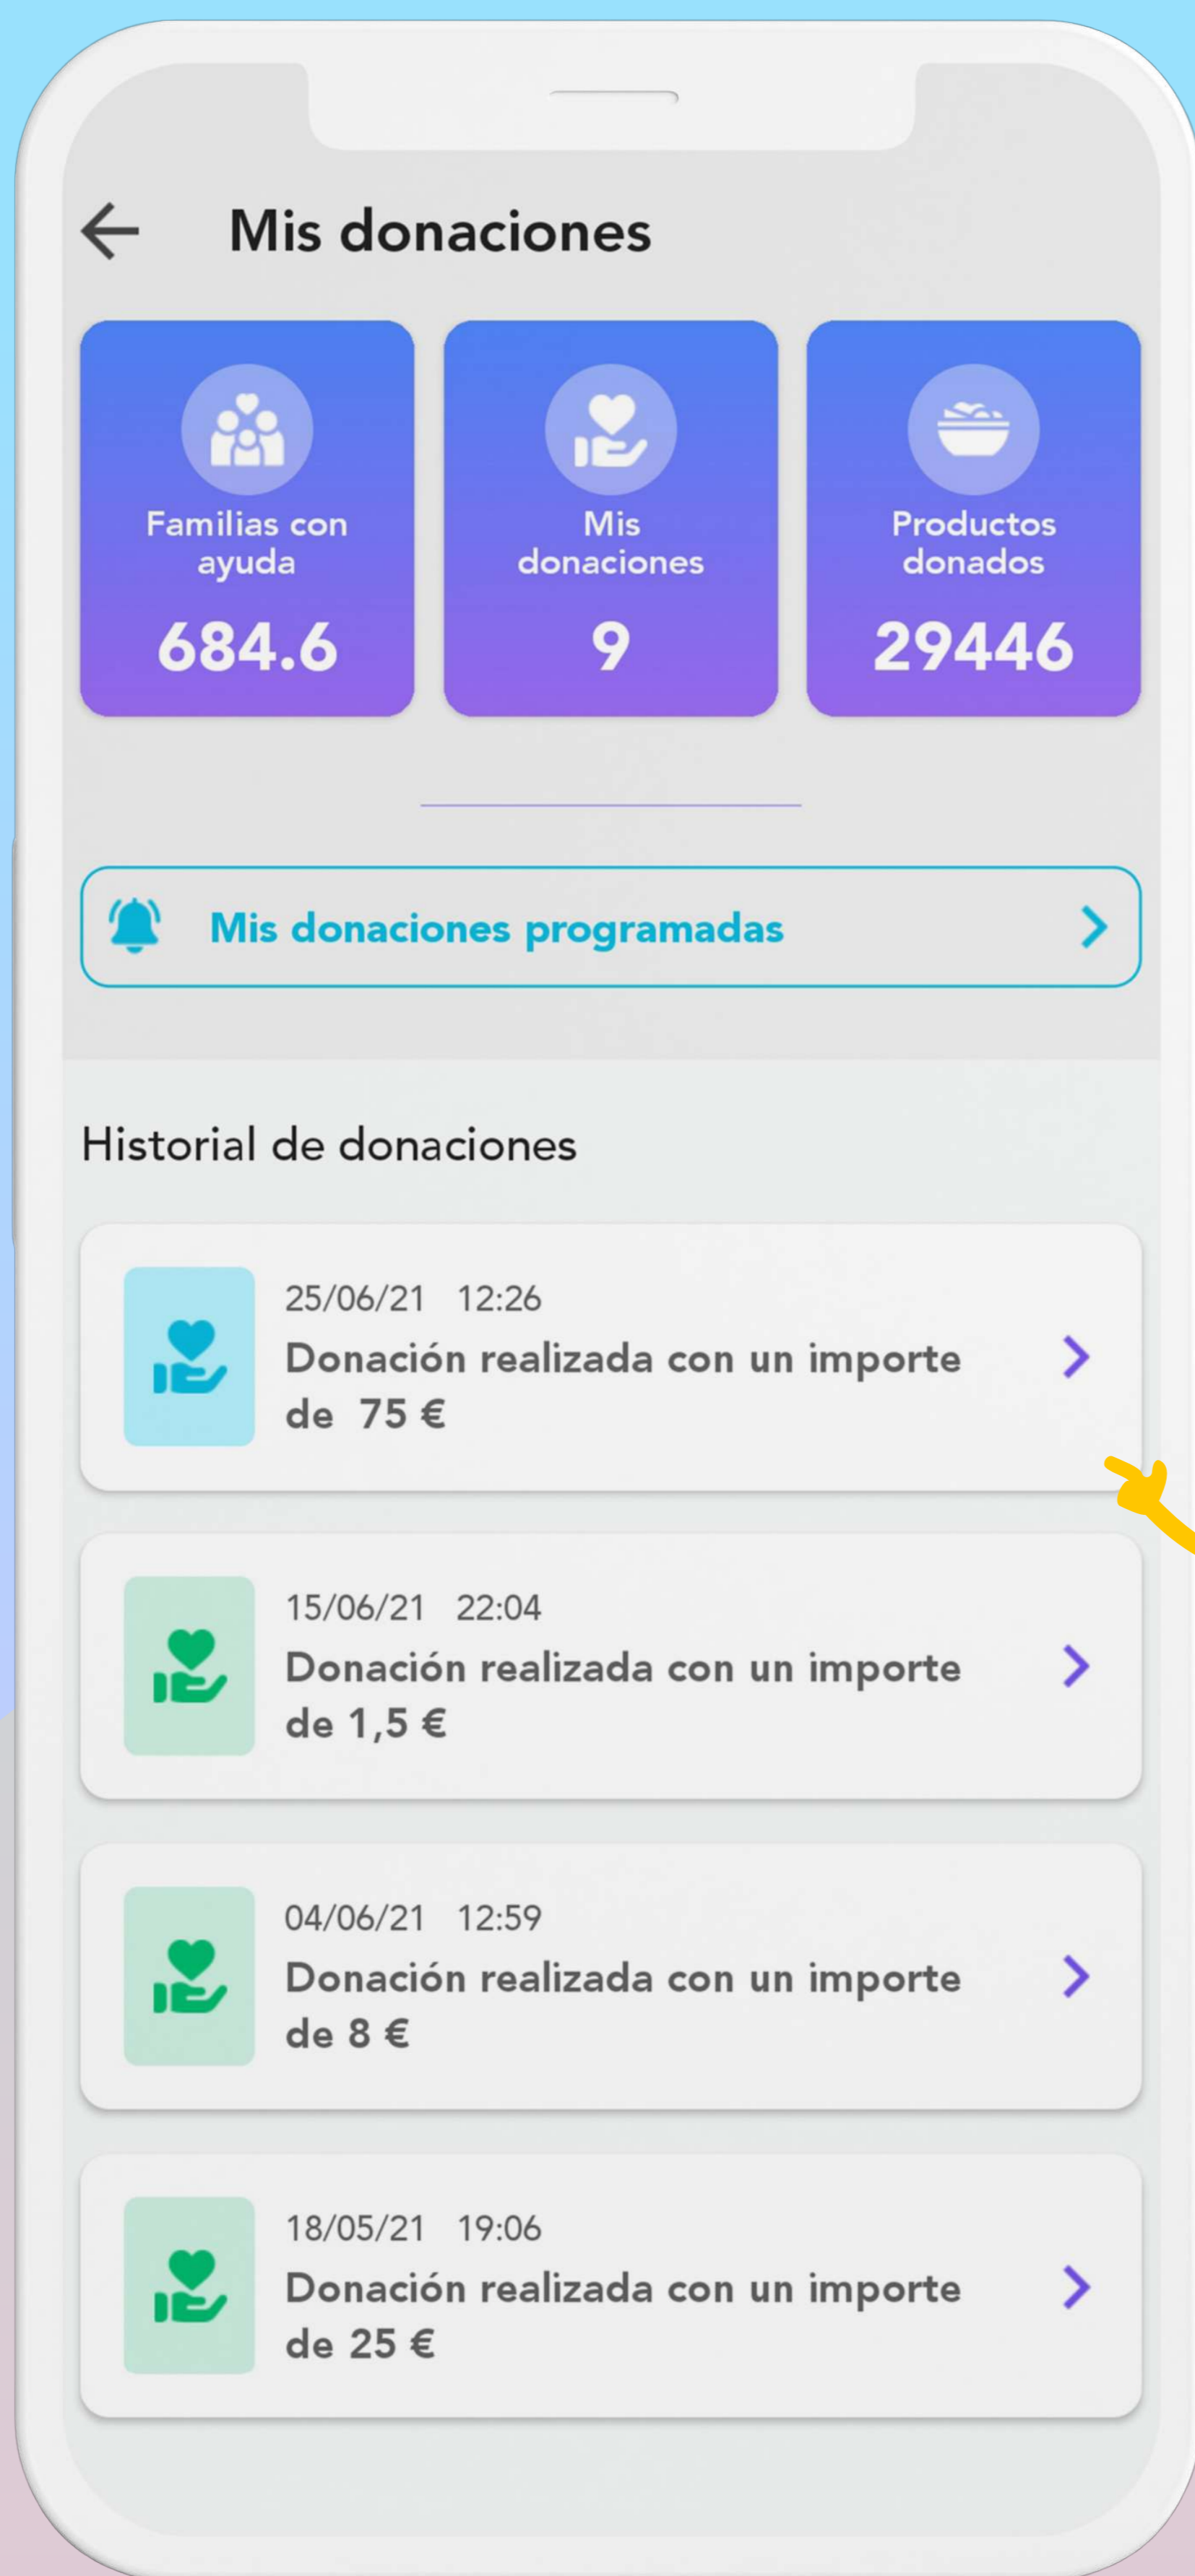 Mis donaciones
Familias con
ayuda
684.6
Mis
donaciones
9
Productos
donados
29446
Mis donaciones programadas
Historial de donaciones
25/06/21 12:26
Donación realizada con un importe
de 75 €
15/06/21 22:04
Donación realizada con un importe
de 1,5 €
04/06/21 12:59
Donación realizada con un importe
de 8 €
18/05/21 19:06
Donación realizada con un importe
de 25 €